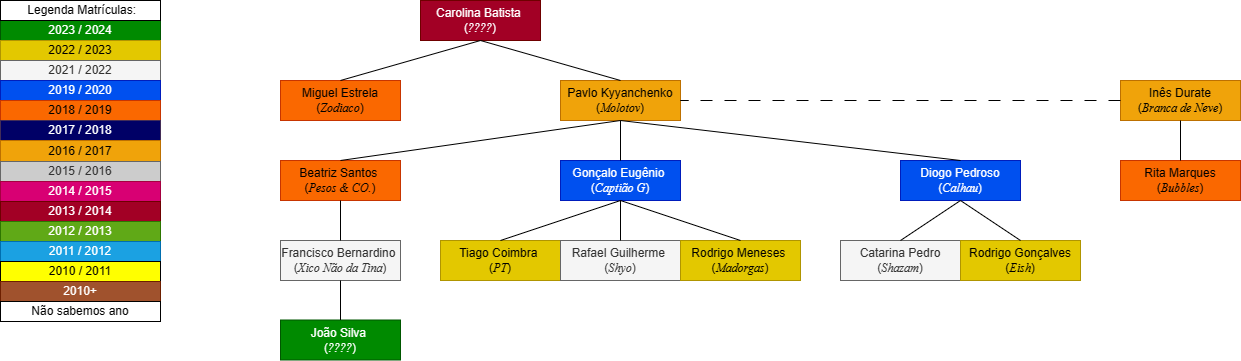 Legenda Matrículas:
2023 / 2024
2022 / 2023
2021 / 2022
2019 / 2020
2018 / 2019
2017 / 2018
2016 / 2017
2015 / 2016
2014 / 2015
2013 / 2014
2012 / 2013
2011 / 2012
2010 / 2011
2010+
Não sabemos ano
Carolina Batista
(????)
Miguel Estrela
(Zodiaco)
Pavlo Kyyanchenko
(Molotov)
Inês Durate
(Branca de Neve)
Beatriz Santos
(Pesos & CO.)
Gonçalo Eugênio
(Captião G)
Diogo Pedroso
(Calhau)
Rita Marques
(Bubbles)
Francisco Bernardino
(Xico Não da Tina)
Tiago Coimbra
(PT)
Rafael Guilherme
(Shyo)
Rodrigo Meneses
(Madorgas)
Catarina Pedro
(Shazam)
Rodrigo Gonçalves
(Eish)
João Silva
(????)